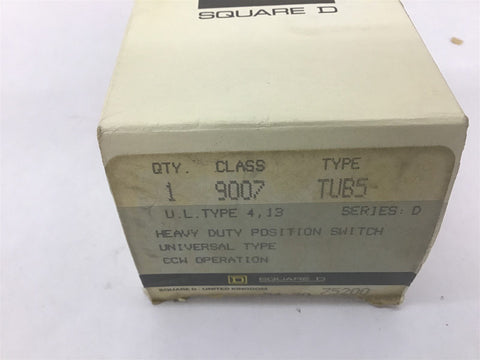 SQUARE D
QTY. CLASS TYPE
1 9007 TUB5
U.L.TYPE 4,13 SERIES: D
HEAVY DUTY POSITION SWITCH
UNIVERSAL TYPE
CCW OPERATION
D SQUARE D
SQUARE D - UNITED KINGDOM